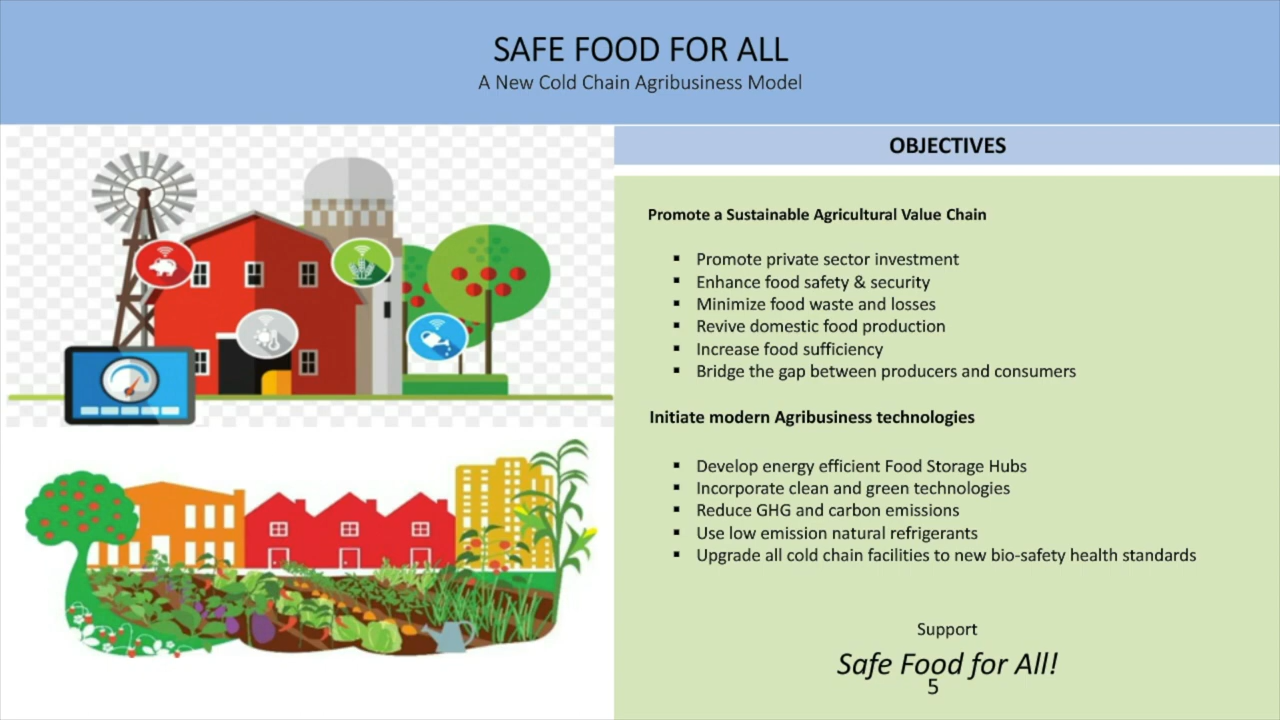 SAFE FOOD FOR ALL
A New Cold Chain Agribusiness Model
OBJECTIVES
Promote a Sustainable Agricultural Value Chain
▪ Promote private sector investment
▪ Enhance food safety & security
▪ Minimize food waste and losses
▪ Revive domestic food production
▪ Increase food sufficiency
▪ Bridge the gap between producers and consumers
Initiate modern Agribusiness technologies
▪ Develop energy efficient Food Storage Hubs
▪ Incorporate clean and green technologies
▪ Reduce GHG and carbon emissions
▪ Use low emission natural refrigerants
▪ Upgrade all cold chain facilities to new bio-safety health standards
Support
Safe Food for All!
5